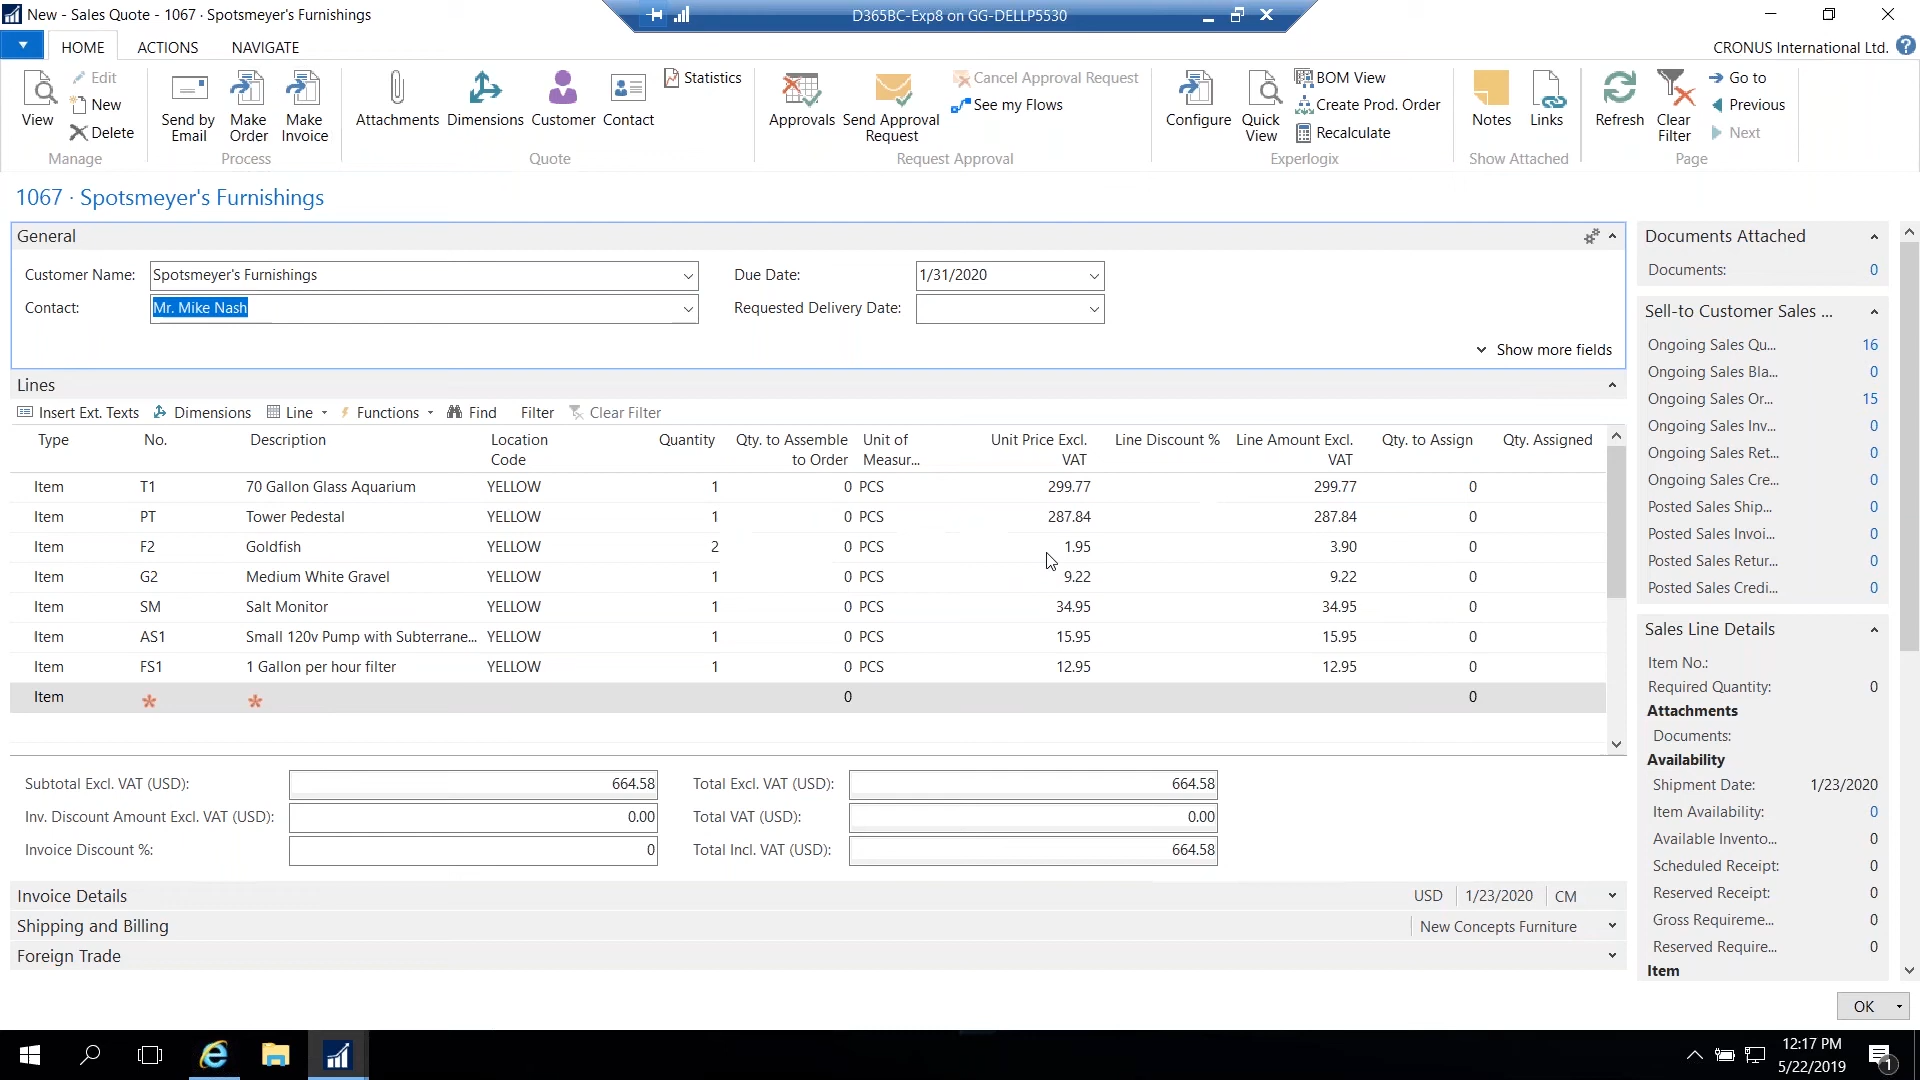 New - Sales Quote - 1067 · Spotsmeyer's Furnishings
D365BC-Exp8 on GG-DELLP5530
HOME ACTIONS NAVIGATE
CRONUS International Ltd.
View
Edit
New
Delete
Manage
Send by Email
Make Order
Make Invoice
Process
Attachments
Dimensions
Customer
Contact
Statistics
Quote
Approvals
Send Approval Request
Cancel Approval Request
See my Flows
Request Approval
Configure
Quick View
BOM View
Create Prod. Order
Recalculate
Experlogix
Notes
Links
Show Attached
Refresh
Clear Filter
Go to
Previous
Next
Page
1067 · Spotsmeyer's Furnishings
General
Customer Name: Spotsmeyer's Furnishings
Due Date: 1/31/2020
Contact: Mr. Mike Nash
Requested Delivery Date:
Show more fields
Lines
Insert Ext. Texts Dimensions Line Functions Find Filter Clear Filter
Type No. Description Location Code Quantity Qty. to Assemble to Order Unit of Measur... Unit Price Excl. VAT Line Discount % Line Amount Excl. VAT Qty. to Assign Qty. Assigned
Item T1 70 Gallon Glass Aquarium YELLOW 1 0 PCS 299.77 299.77 0
Item PT Tower Pedestal YELLOW 1 0 PCS 287.84 287.84 0
Item F2 Goldfish YELLOW 2 0 PCS 1.95 3.90 0
Item G2 Medium White Gravel YELLOW 1 0 PCS 9.22 9.22 0
Item SM Salt Monitor YELLOW 1 0 PCS 34.95 34.95 0
Item AS1 Small 120v Pump with Subterrane... YELLOW 1 0 PCS 15.95 15.95 0
Item FS1 1 Gallon per hour filter YELLOW 1 0 PCS 12.95 12.95 0
Item * * 0 0
Subtotal Excl. VAT (USD): 664.58
Total Excl. VAT (USD): 664.58
Inv. Discount Amount Excl. VAT (USD): 0.00
Total VAT (USD): 0.00
Invoice Discount %: 0
Total Incl. VAT (USD): 664.58
Invoice Details USD 1/23/2020 CM
Shipping and Billing New Concepts Furniture
Foreign Trade
Documents Attached
Documents: 0
Sell-to Customer Sales ...
Ongoing Sales Qu... 16
Ongoing Sales Bla... 0
Ongoing Sales Or... 15
Ongoing Sales Inv... 0
Ongoing Sales Ret... 0
Ongoing Sales Cre... 0
Posted Sales Ship... 0
Posted Sales Invoi... 0
Posted Sales Retur... 0
Posted Sales Credi... 0
Sales Line Details
Item No.:
Required Quantity: 0
Attachments
Documents:
Availability
Shipment Date: 1/23/2020
Item Availability: 0
Available Invento... 0
Scheduled Receipt: 0
Reserved Receipt: 0
Gross Requireme... 0
Reserved Require... 0
Item
OK
12:17 PM
5/22/2019
1